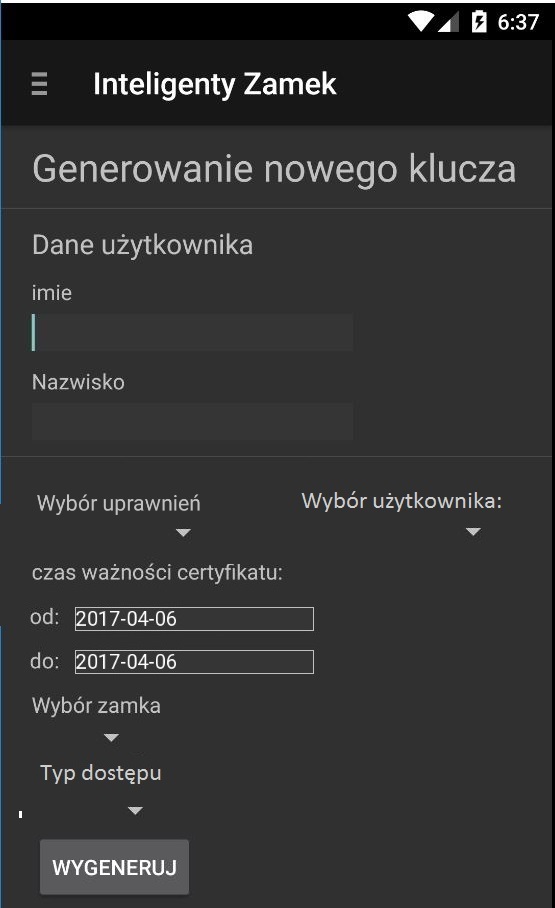 6:37
Inteligenty Zamek
Generowanie nowego klucza
Dane użytkownika
imie
Nazwisko
Wybór uprawnień
Wybór użytkownika:
czas ważności certyfikatu:
od: 2017-04-06
do: 2017-04-06
Wybór zamka
Typ dostępu
WYGENERUJ